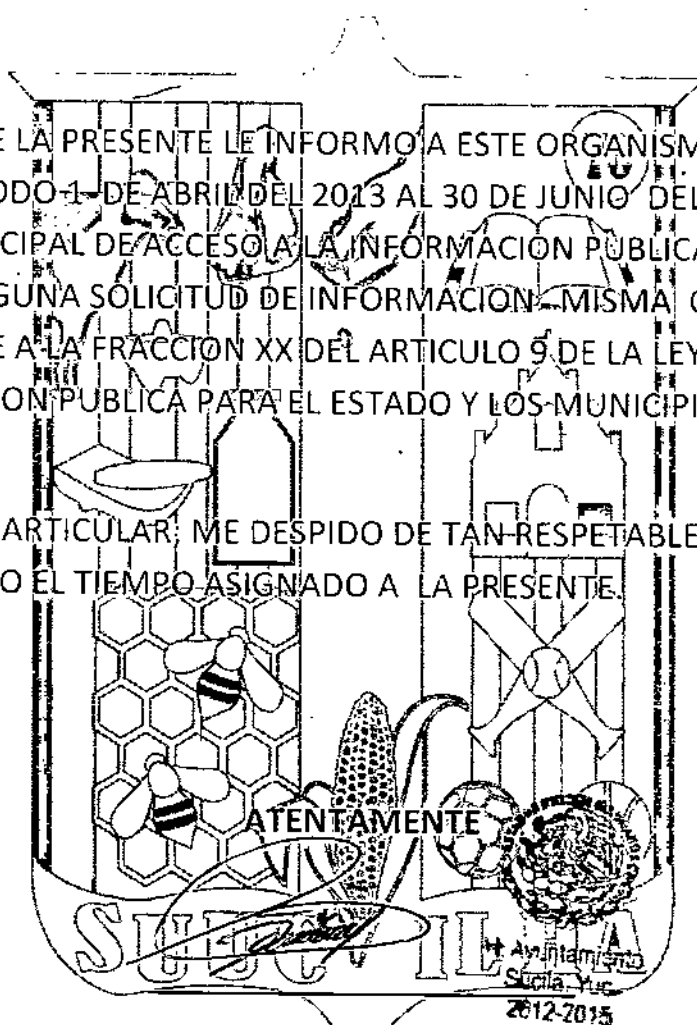 E LA PRESENTE LE INFORMO A ESTE ORGANISM
ODO 1 DE ABRIL DEL 2013 AL 30 DE JUNIO DEL
CIPAL DE ACCESO A LA INFORMACION PUBLICA
GUNA SOLICITUD DE INFORMACION MISMA
E A LA FRACCION XX DEL ARTICULO 9 DE LA LEY
ON PUBLICA PARA EL ESTADO Y LOS MUNICIPI
ARTICULAR ME DESPIDO DE TAN RESPETABLE
O EL TIEMPO ASIGNADO A LA PRESENTE.
ATENTAMENTE
H. Ayuntamiento
Sucila, Yuc.
2012-2015